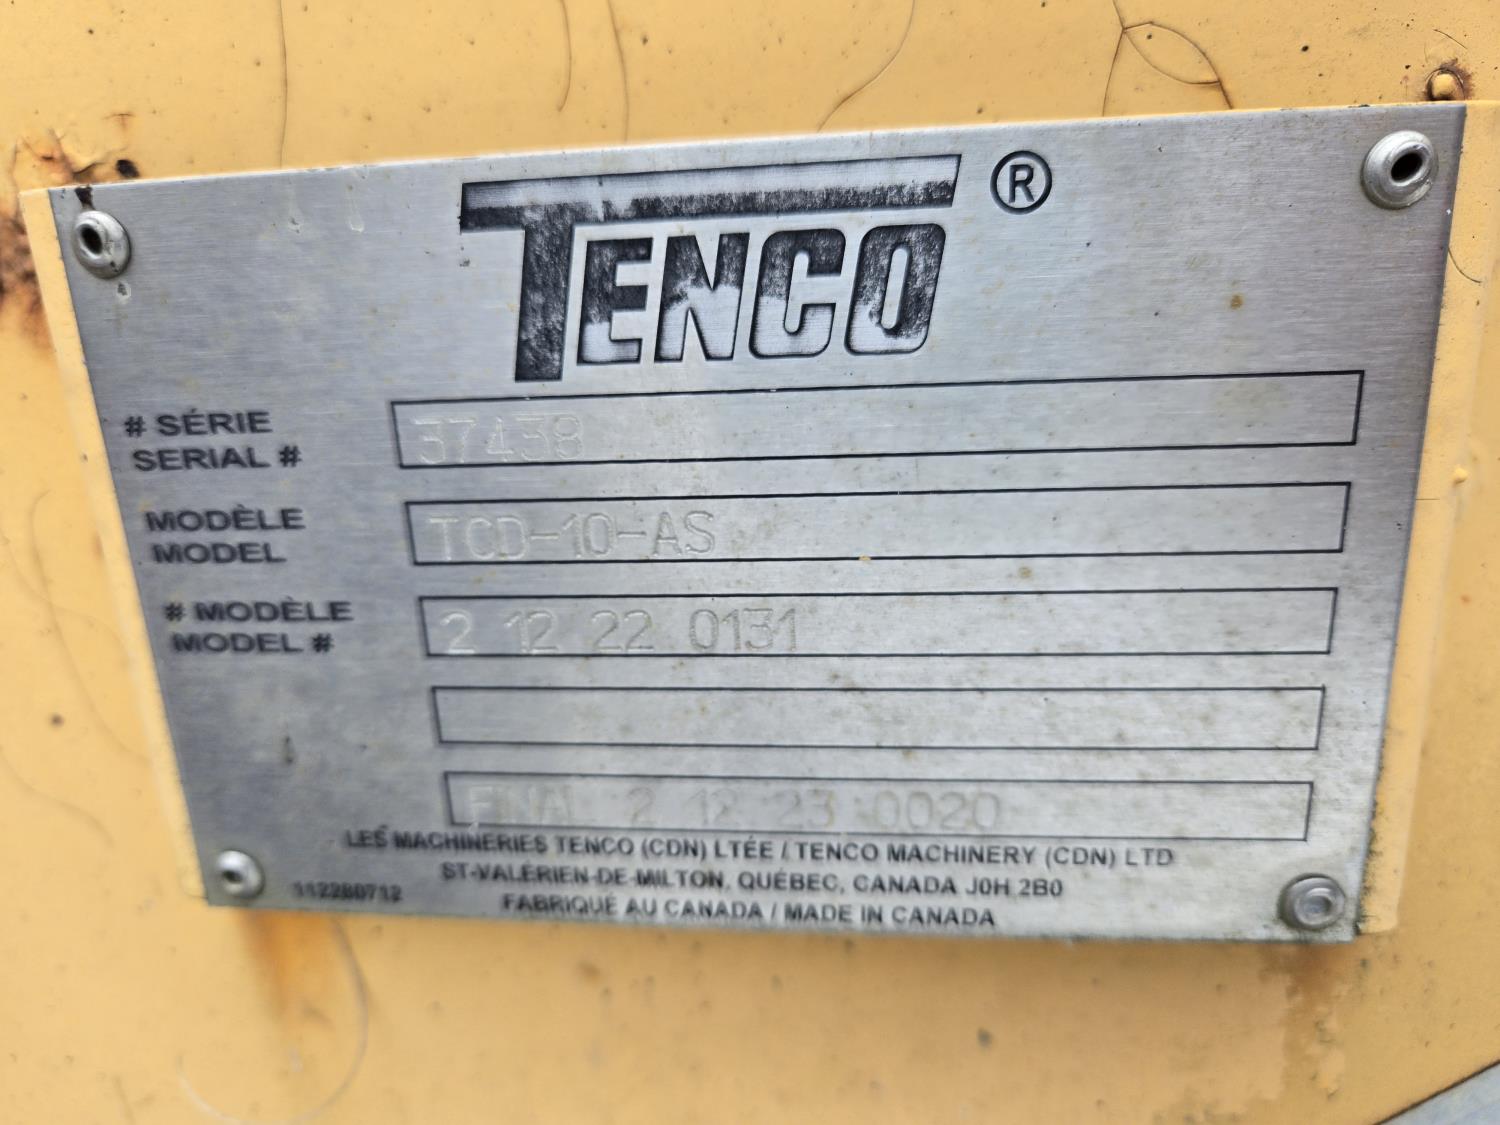 TENCO ®
# SÉRIE
SERIAL #
37438
MODÈLE
MODEL
TCD-10-AS
# MODÈLE
MODEL #
2 12 22 0131
FINAL 2 12 23 0020
LES MACHINERIES TENCO (CDN) LTÉE / TENCO MACHINERY (CDN) LTD
ST-VALÉRIEN-DE-MILTON, QUÉBEC, CANADA J0H 2B0
112280712
FABRIQUÉ AU CANADA / MADE IN CANADA